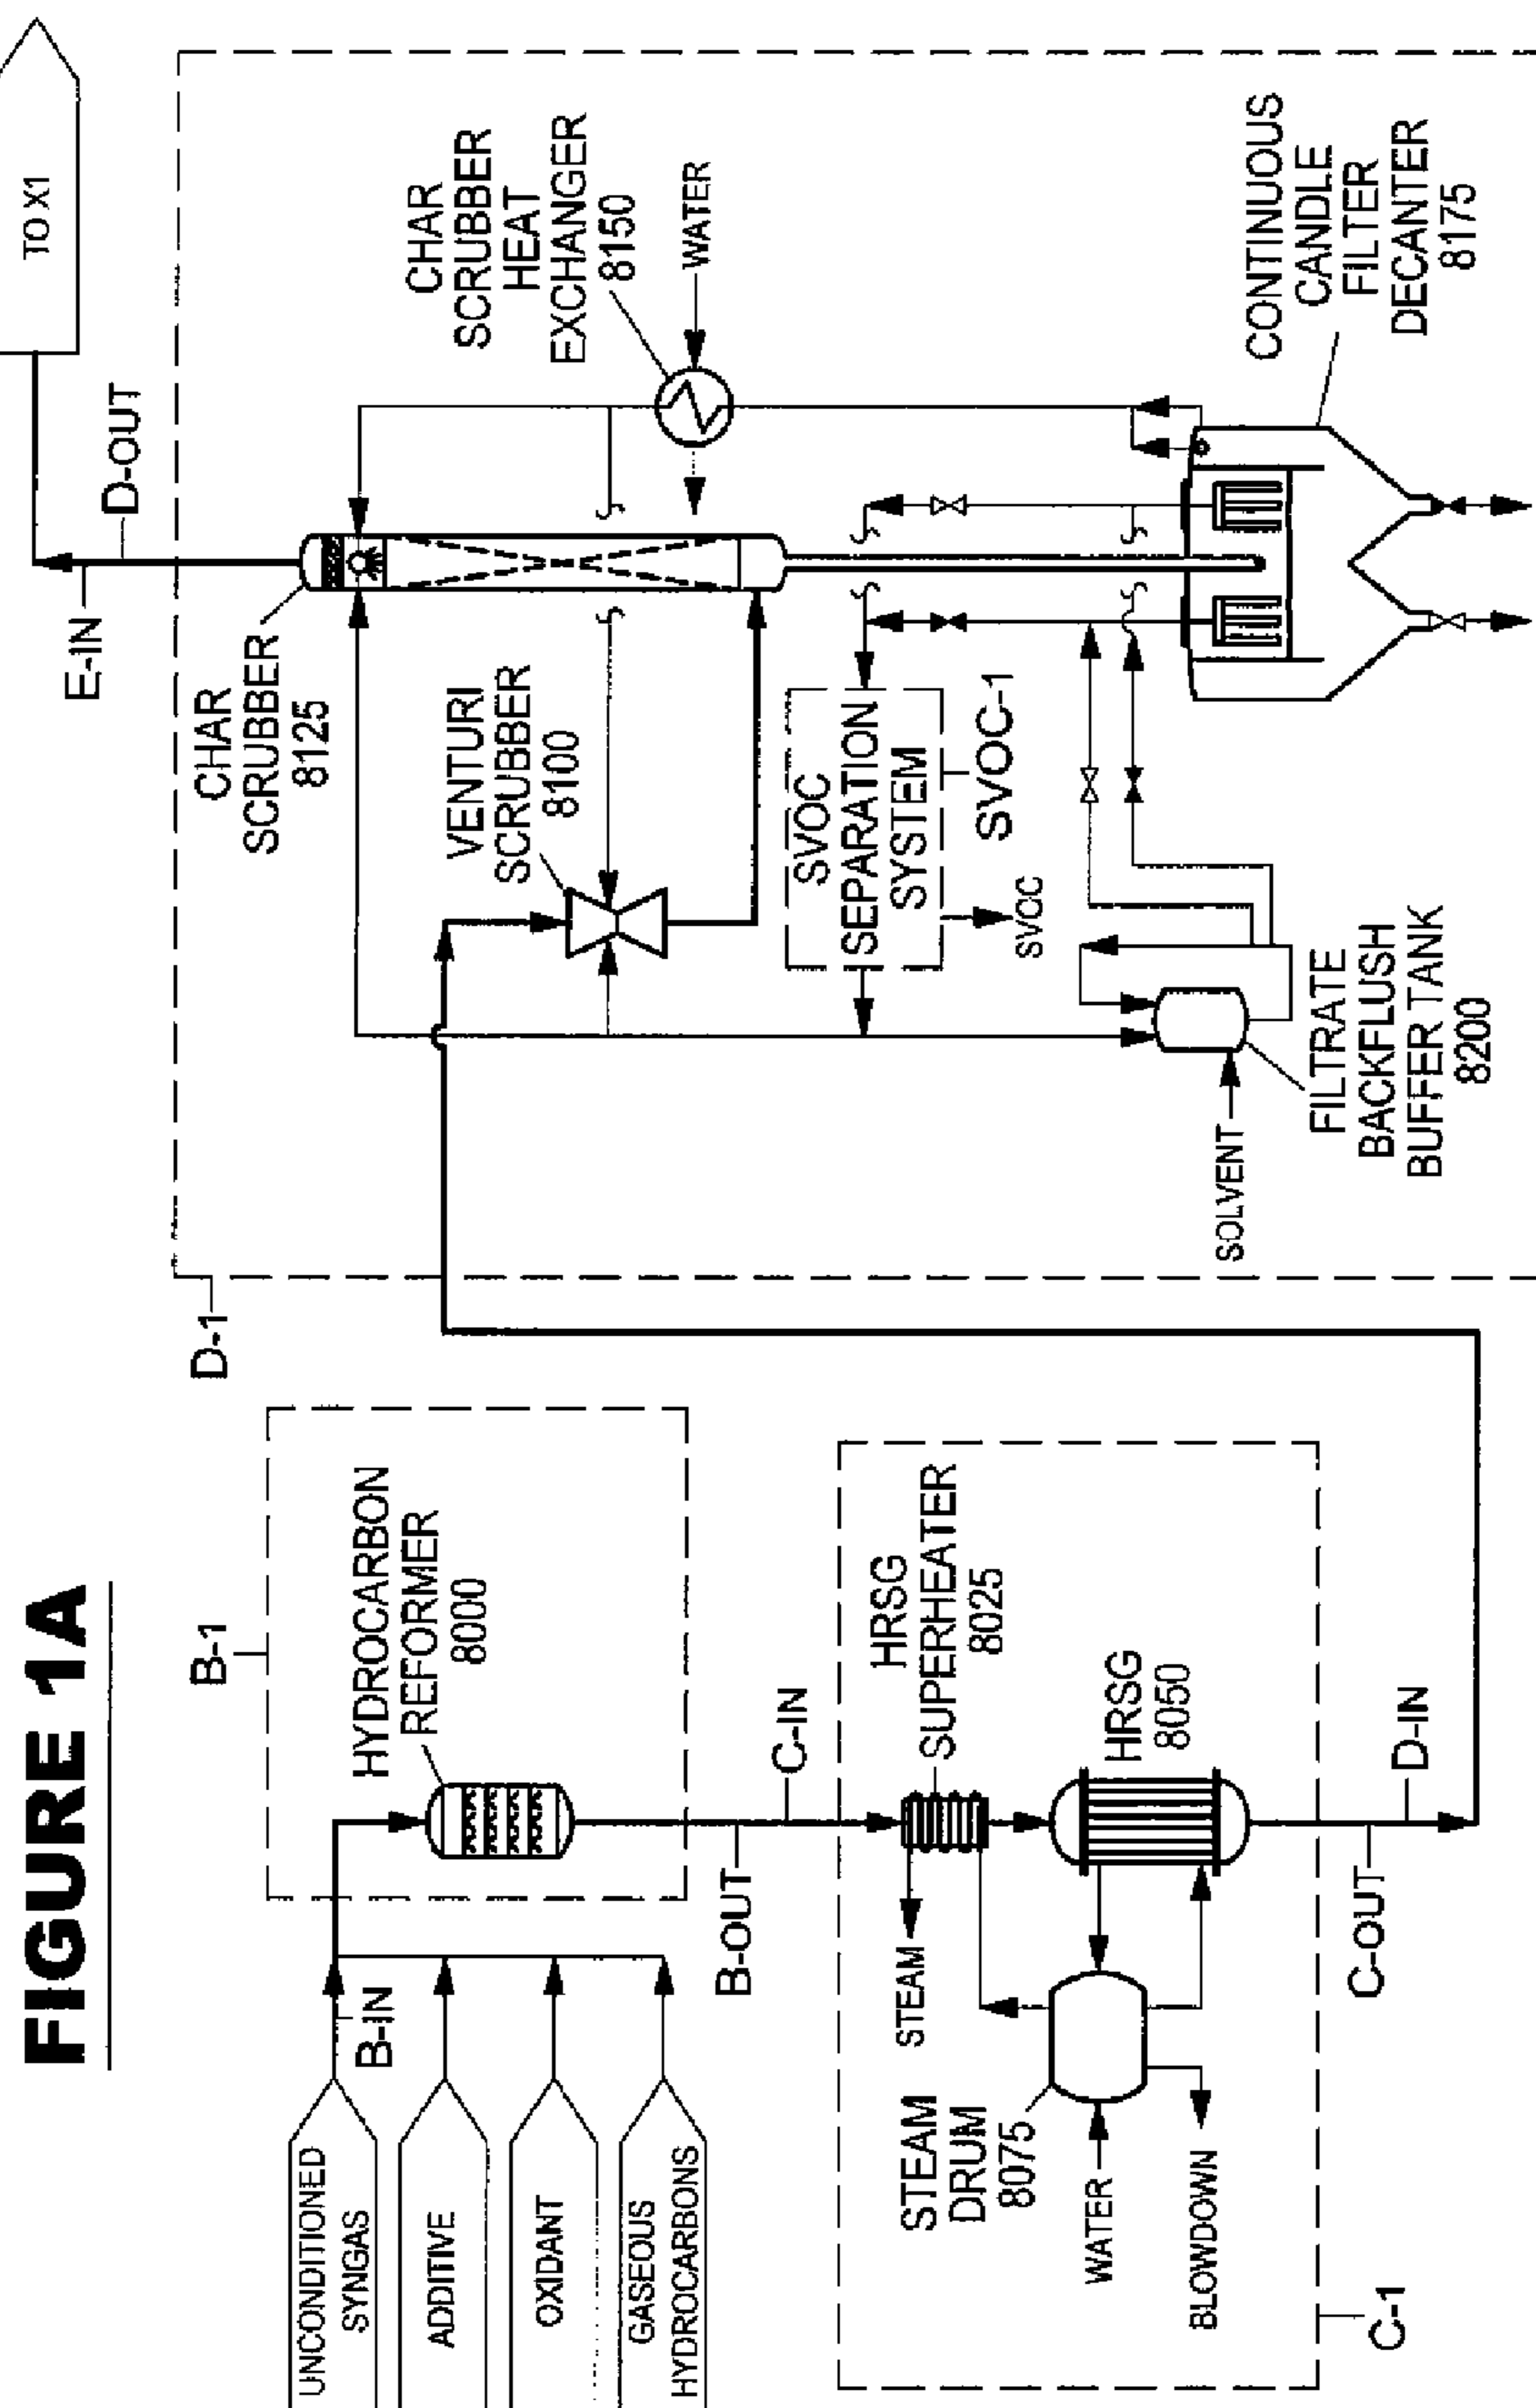 FIGURE 1A
UNCONDITIONED
SYNGAS
ADDITIVE
OXIDANT
GASEOUS
HYDROCARBONS
B-IN
B-1
HYDROCARBON
REFORMER
8000
B-OUT
C-IN
HRSG
SUPERHEATER
8025
STEAM
STEAM
DRUM
8075
HRSG
8050
WATER
BLOWDOWN
C-1
C-OUT
D-IN
D-1
TO X1
E-IN
D-OUT
CHAR
SCRUBBER
8125
CHAR
SCRUBBER
HEAT
EXCHANGER
8150
WATER
VENTURI
SCRUBBER
8100
SVOC
SEPARATION
SYSTEM
SVOC-1
SVOC
SOLVENT
FILTRATE
BACKFLUSH
BUFFER TANK
8200
CONTINUOUS
CANDLE
FILTER
DECANTER
8175